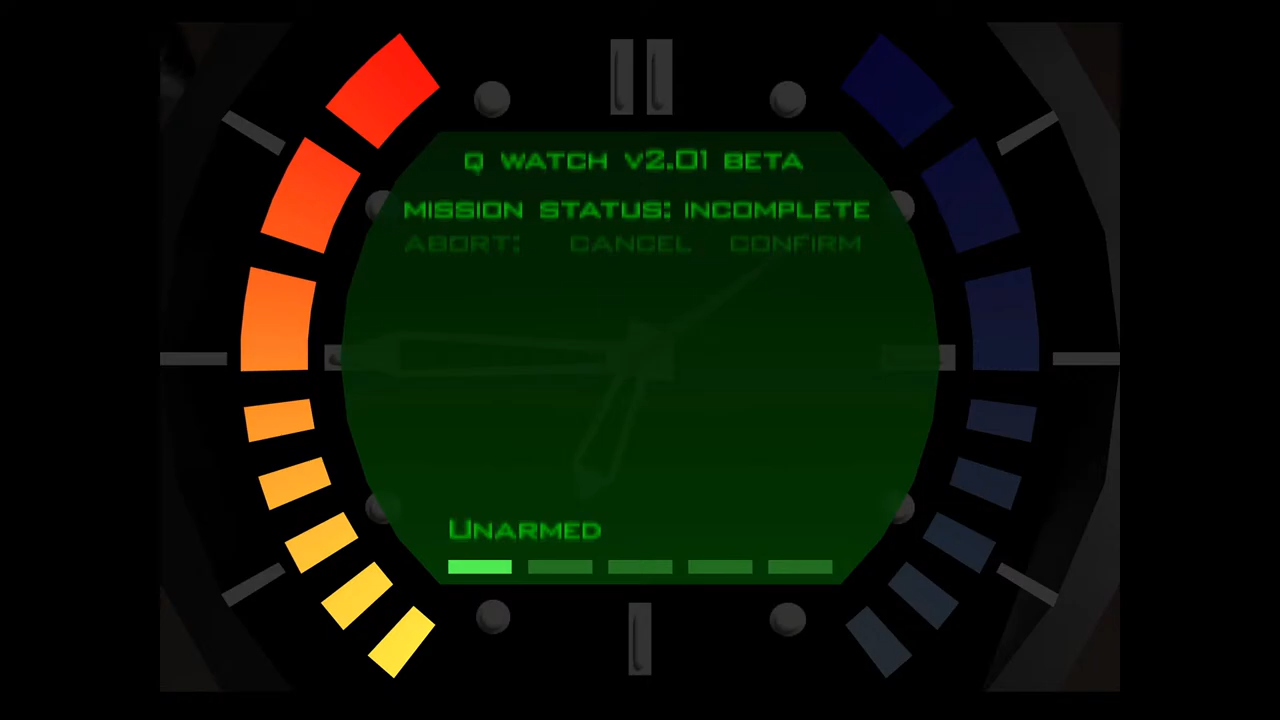 Q WATCH V2.01 BETA
MISSION STATUS: INCOMPLETE
ABORT: CANCEL CONFIRM
UNARMED